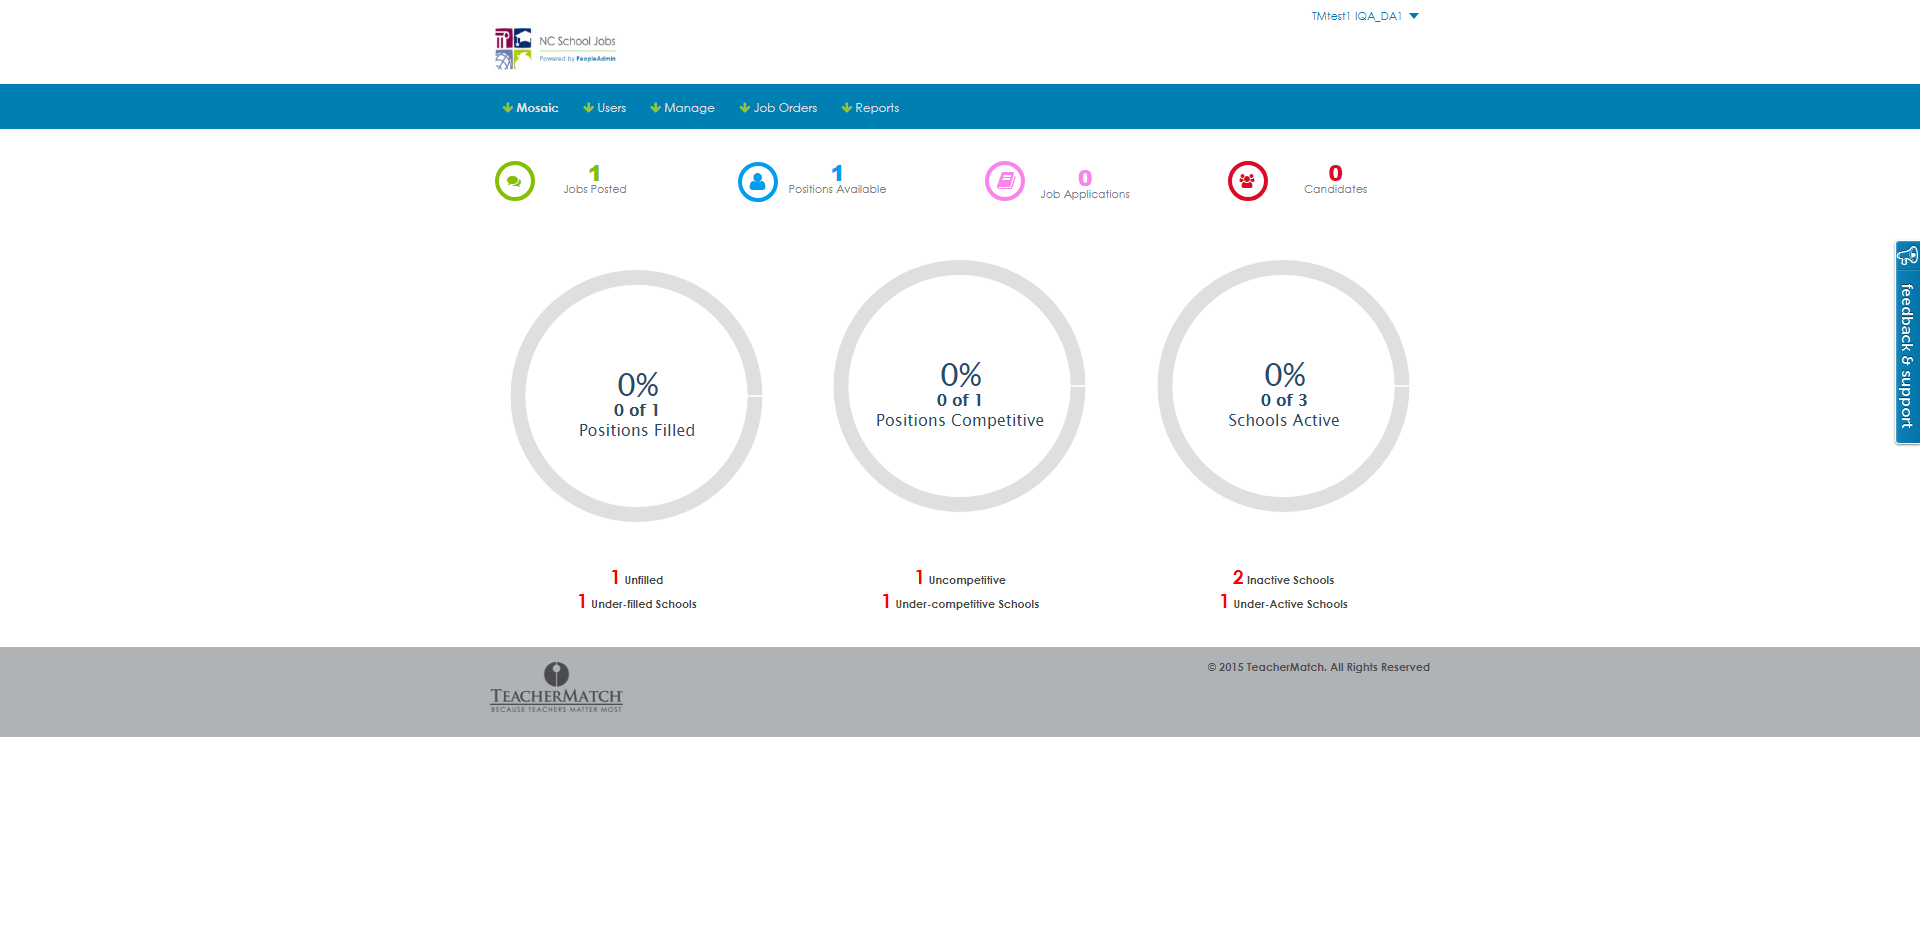 TMtest1 IQA_DA1
NC School Jobs
Powered by PeopleAdmin
Mosaic Users Manage Job Orders Reports
1
Jobs Posted
1
Positions Available
0
Job Applications
0
Candidates
feedback & support
0%
0 of 1
Positions Filled
0%
0 of 1
Positions Competitive
0%
0 of 3
Schools Active
1 Unfilled
1 Under-filled Schools
1 Uncompetitive
1 Under-competitive Schools
2 Inactive Schools
1 Under-Active Schools
TEACHERMATCH
BECAUSE TEACHERS MATTER MOST
© 2015 TeacherMatch. All Rights Reserved